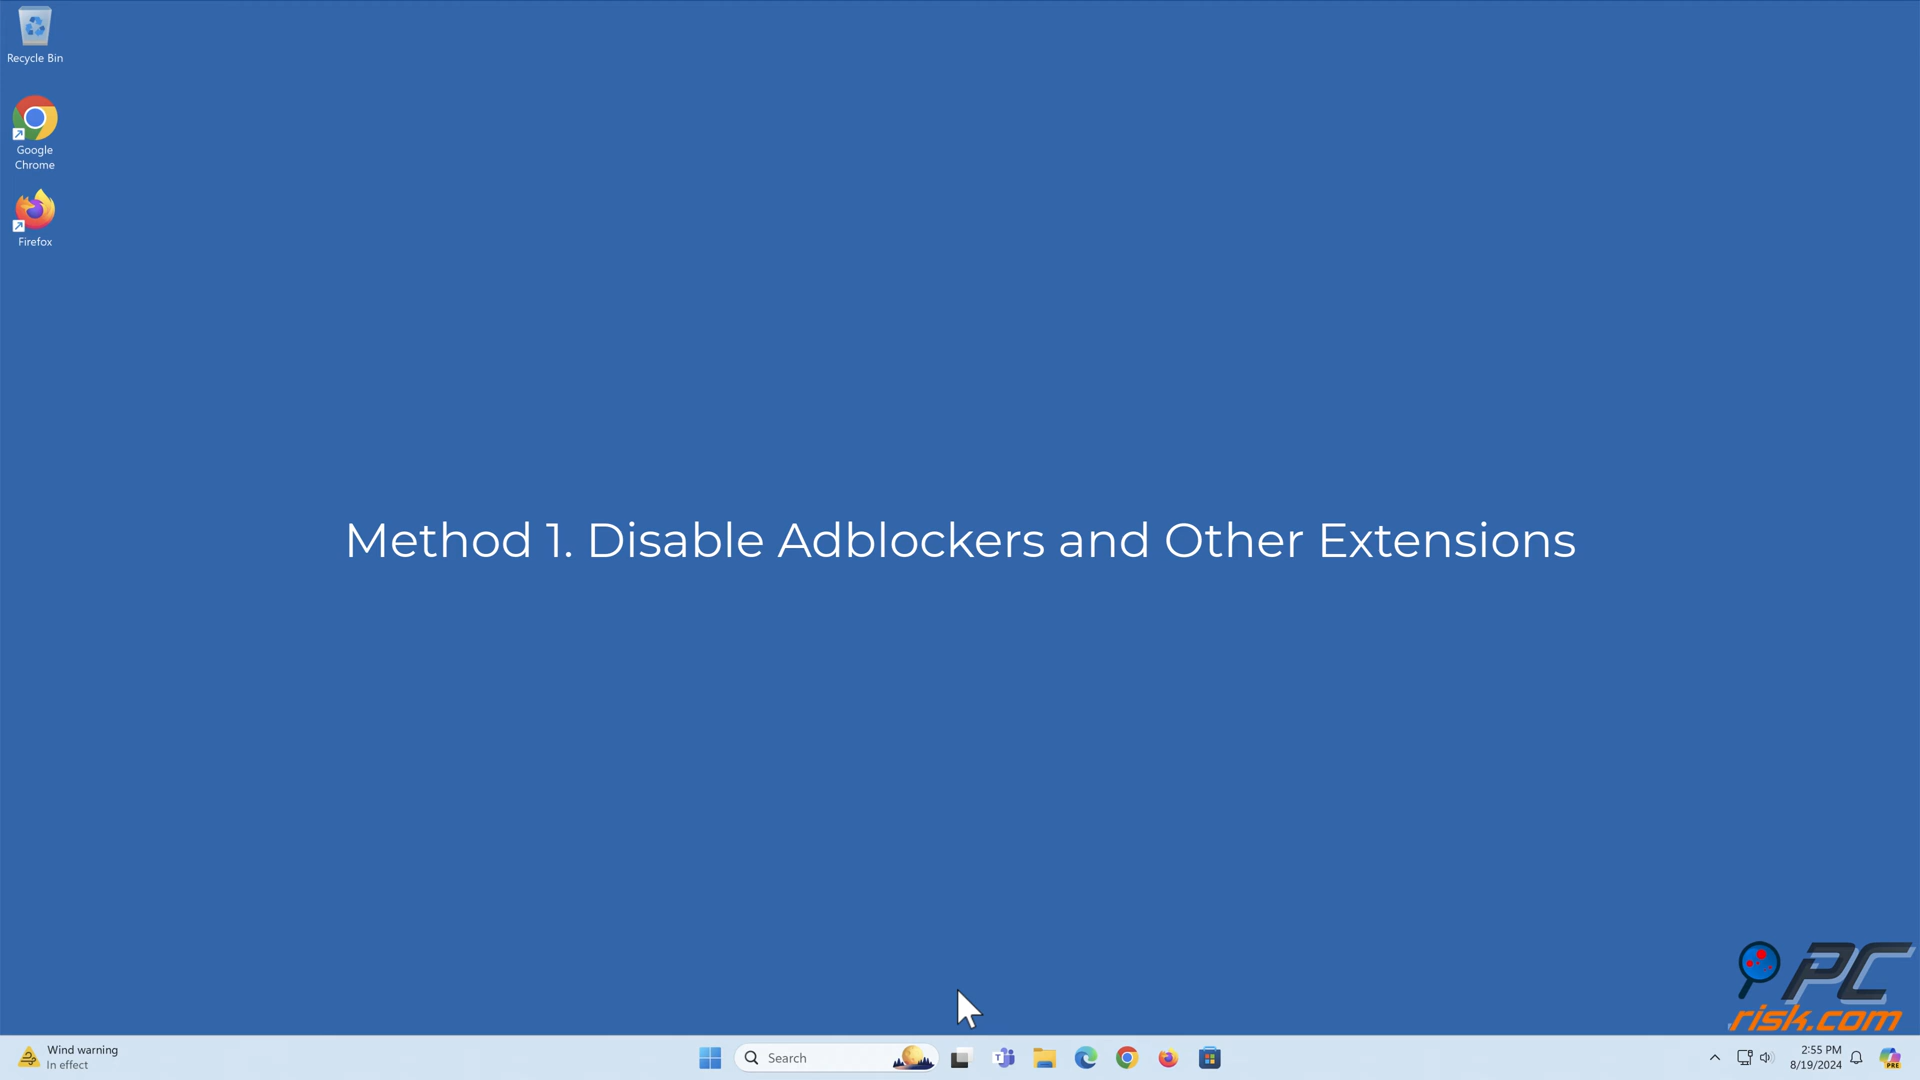 Recycle Bin
Google
Chrome
Firefox
Method 1. Disable Adblockers and Other Extensions
PC
risk.com
Wind warning
In effect
Search
T
2:55 PM
8/19/2024
PRE